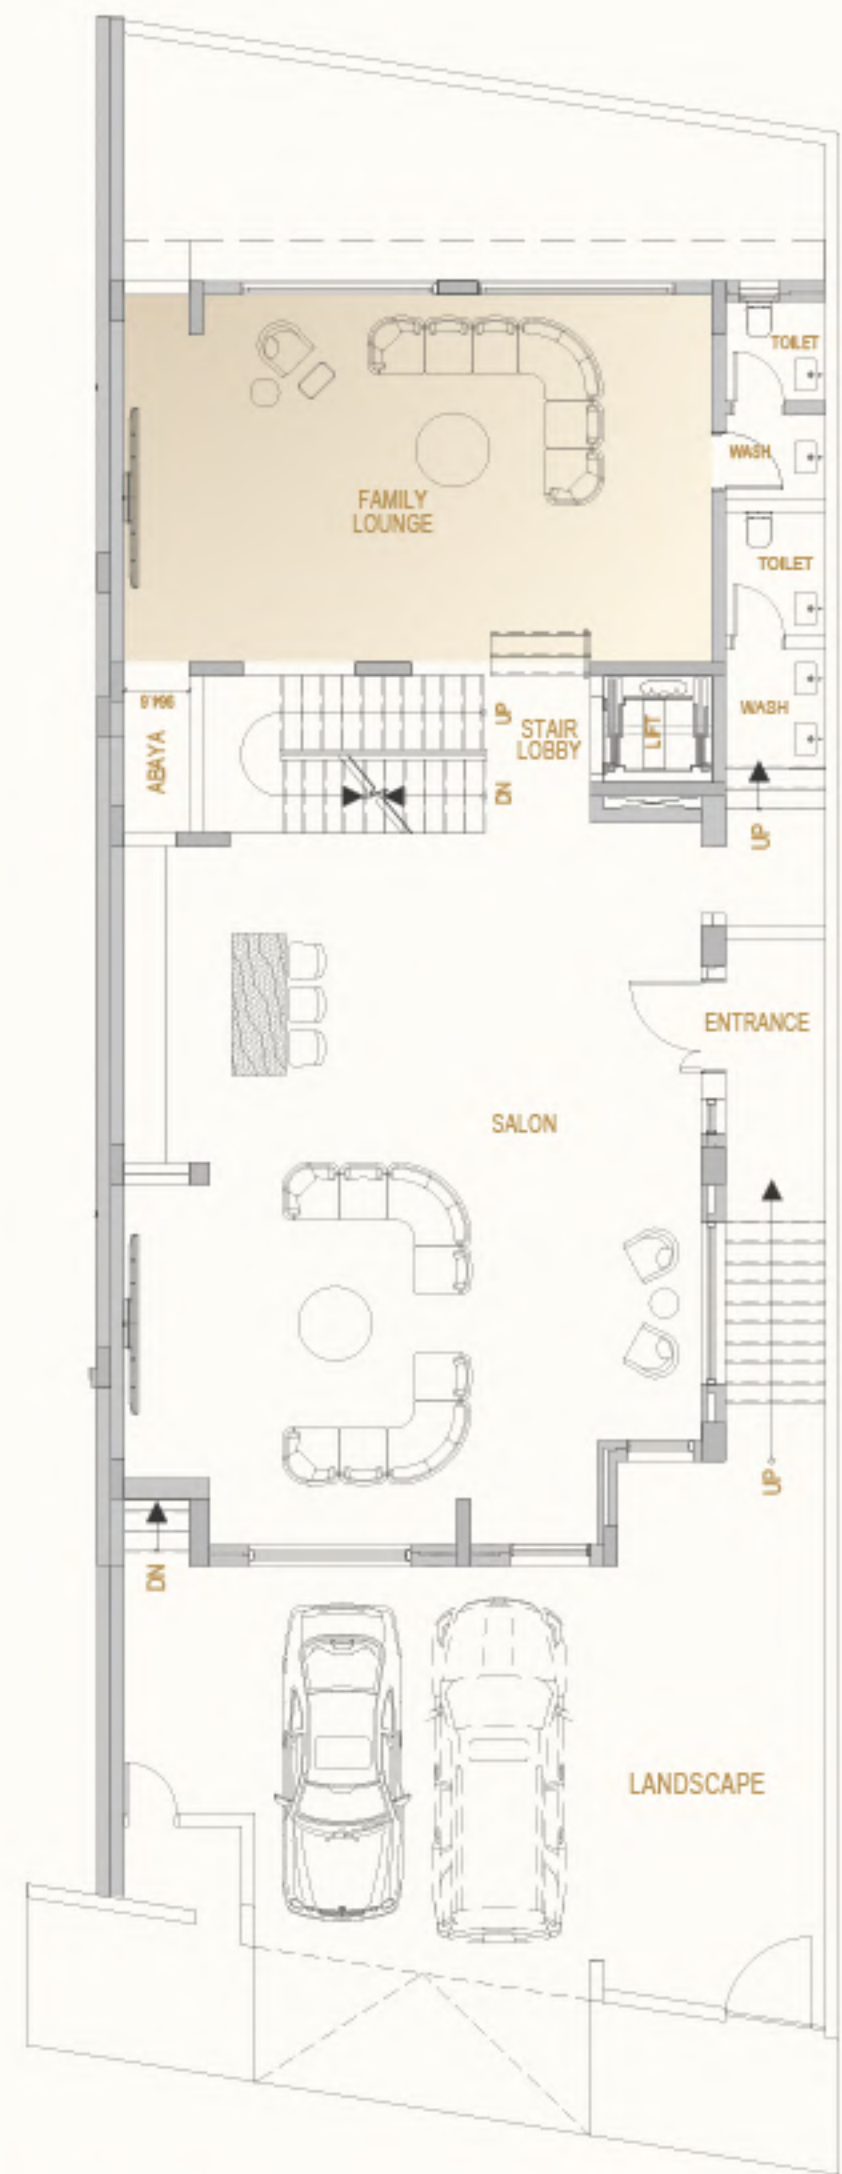 TOILET
WASH
FAMILY
LOUNGE
TOILET
ABAYA
UP
STAIR
LOBBY
LIFT
WASH
DN
UP
ENTRANCE
SALON
UP
DN
LANDSCAPE